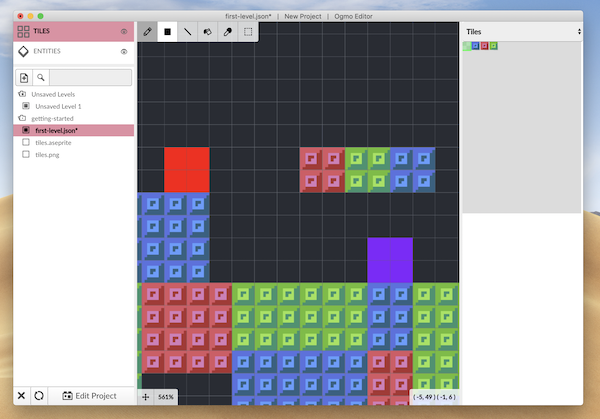 first-level.json* | New Project | Ogmo Editor
TILES
ENTITIES
Unsaved Levels
Unsaved Level 1
getting-started
first-level.json*
tiles.aseprite
tiles.png
Edit Project
561%
( -5, 49 ) ( -1, 6 )
Tiles